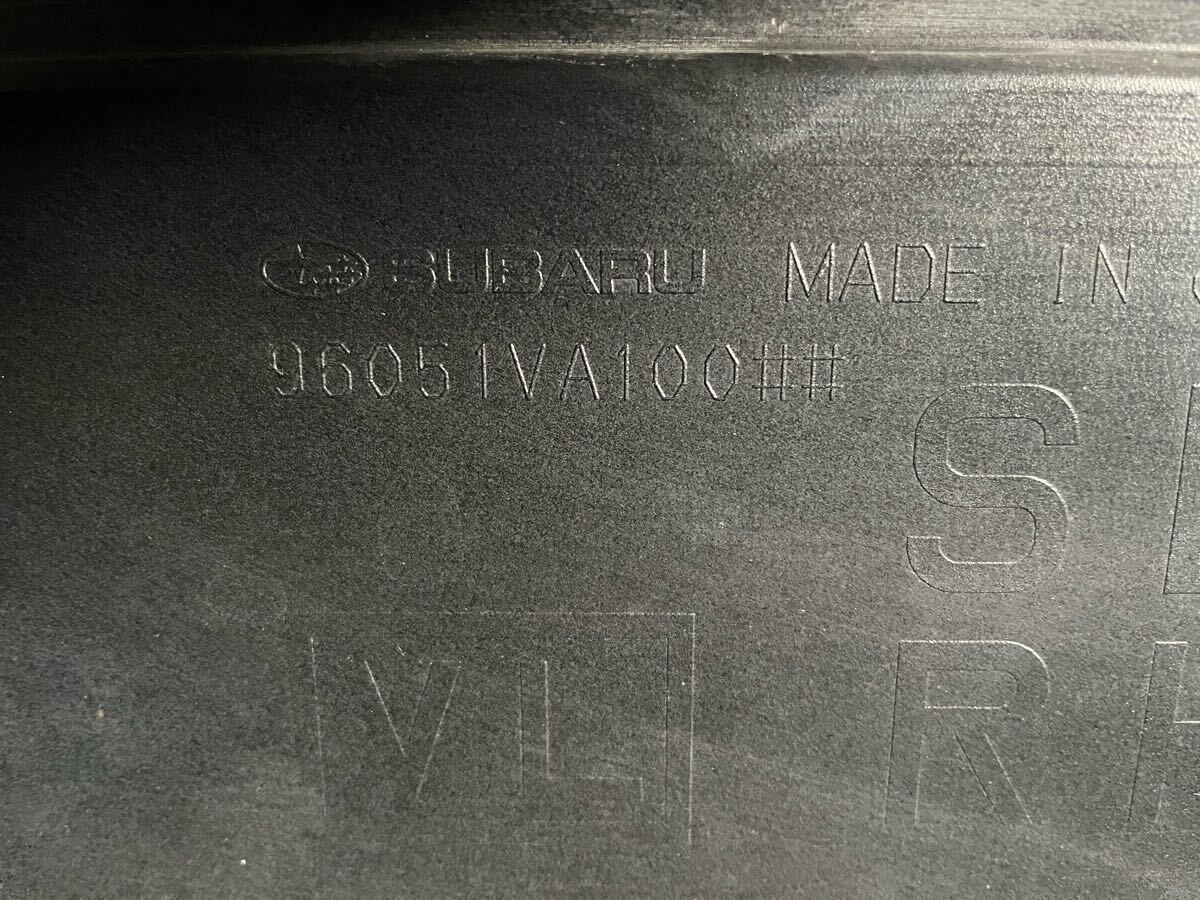 SUBARU MADE IN
96051VA100##
S
VL R